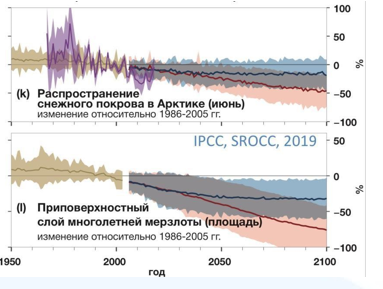 100
50
0
−50
−100
%
(k) Распространение
снежного покрова в Арктике (июнь)
изменение относительно 1986-2005 гг.
IPCC, SROCC, 2019
50
0
−50
−100
%
(l) Приповерхностный
слой многолетней мерзлоты (площадь)
изменение относительно 1986-2005 гг.
1950 2000 2050 2100
год